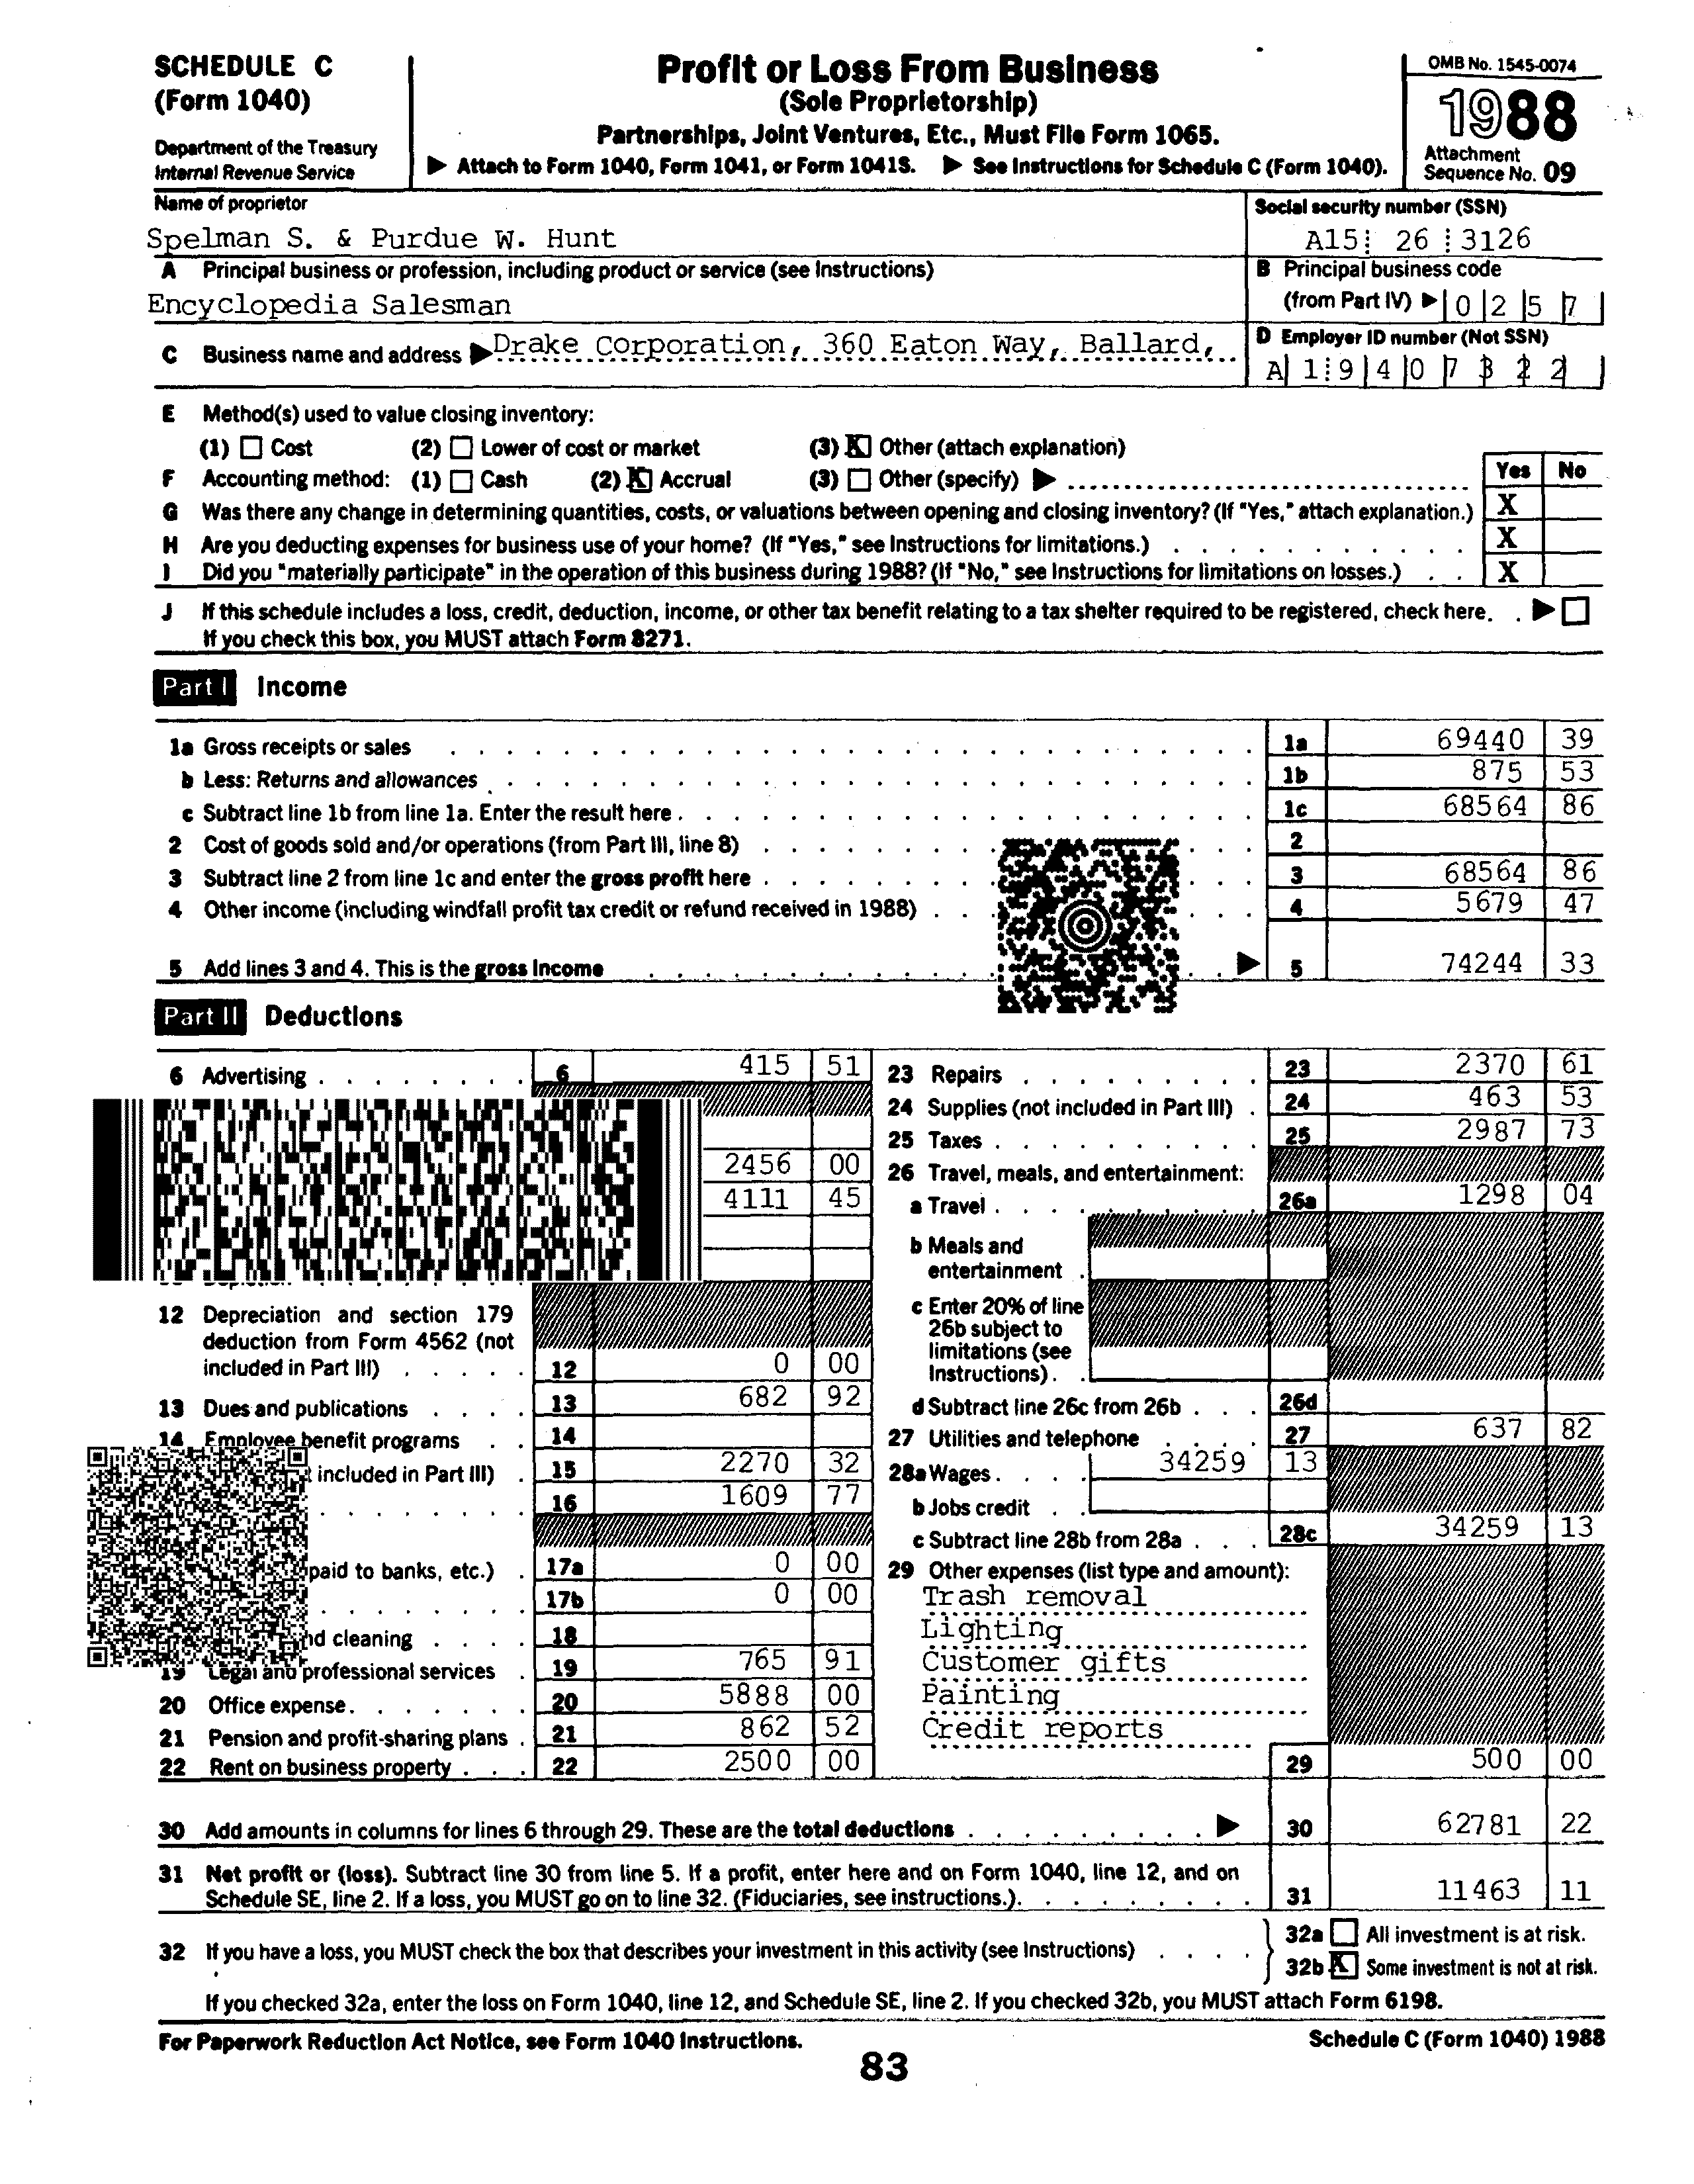 SCHEDULE C
(Form 1040)
Department of the Treasury
Internal Revenue Service
Profit or Loss From Business
(Sole Proprietorship)
Partnerships, Joint Ventures, Etc., Must File Form 1065.
▶ Attach to Form 1040, Form 1041, or Form 1041S. ▶ See Instructions for Schedule C (Form 1040).
OMB No. 1545-0074
1988
Attachment
Sequence No. 09
Name of proprietor
Spelman S. & Purdue W. Hunt
Social security number (SSN)
A15 26 3126
A Principal business or profession, including product or service (see Instructions)
Encyclopedia Salesman
B Principal business code
(from Part IV) ▶ 0 2 5 7
C Business name and address ▶ Drake Corporation, 360 Eaton Way, Ballard,
D Employer ID number (Not SSN)
A 1 9 4 0 7 3 2 2
E Method(s) used to value closing inventory:
(1) Cost (2) Lower of cost or market (3) X Other (attach explanation)
F Accounting method: (1) Cash (2) X Accrual (3) Other (specify) ▶
Yes No
G Was there any change in determining quantities, costs, or valuations between opening and closing inventory? (If "Yes," attach explanation.) X
H Are you deducting expenses for business use of your home? (If "Yes," see Instructions for limitations.) X
I Did you "materially participate" in the operation of this business during 1988? (If "No," see Instructions for limitations on losses.) X
J If this schedule includes a loss, credit, deduction, income, or other tax benefit relating to a tax shelter required to be registered, check here. ▶
If you check this box, you MUST attach Form 8271.
Part I Income
1a Gross receipts or sales 1a 69440 39
b Less: Returns and allowances 1b 875 53
c Subtract line 1b from line 1a. Enter the result here 1c 68564 86
2 Cost of goods sold and/or operations (from Part III, line 8) 2
3 Subtract line 2 from line 1c and enter the gross profit here 3 68564 86
4 Other income (including windfall profit tax credit or refund received in 1988) 4 5679 47
5 Add lines 3 and 4. This is the gross income ▶ 5 74244 33
Part II Deductions
6 Advertising 6 415 51
2456 00
4111 45
12 Depreciation and section 179
deduction from Form 4562 (not
included in Part III) 12 0 00
13 Dues and publications 13 682 92
14 Employee benefit programs 14
included in Part III) 15 2270 32
16 1609 77
paid to banks, etc.) 17a 0 00
17b 0 00
cleaning 18
19 Legal and professional services 19 765 91
20 Office expense 20 5888 00
21 Pension and profit-sharing plans 21 862 52
22 Rent on business property 22 2500 00
23 Repairs 23 2370 61
24 Supplies (not included in Part III) 24 463 53
25 Taxes 25 2987 73
26 Travel, meals, and entertainment:
a Travel 26a 1298 04
b Meals and
entertainment
c Enter 20% of line
26b subject to
limitations (see
Instructions)
d Subtract line 26c from 26b 26d
27 Utilities and telephone 27 637 82
28a Wages 34259 13
b Jobs credit
c Subtract line 28b from 28a 28c 34259 13
29 Other expenses (list type and amount):
Trash removal
Lighting
Customer gifts
Painting
Credit reports
29 500 00
30 Add amounts in columns for lines 6 through 29. These are the total deductions ▶ 30 62781 22
31 Net profit or (loss). Subtract line 30 from line 5. If a profit, enter here and on Form 1040, line 12, and on
Schedule SE, line 2. If a loss, you MUST go on to line 32. (Fiduciaries, see instructions.) 31 11463 11
32 If you have a loss, you MUST check the box that describes your investment in this activity (see Instructions)
32a All investment is at risk.
32b X Some investment is not at risk.
If you checked 32a, enter the loss on Form 1040, line 12, and Schedule SE, line 2. If you checked 32b, you MUST attach Form 6198.
For Paperwork Reduction Act Notice, see Form 1040 Instructions.
Schedule C (Form 1040) 1988
83